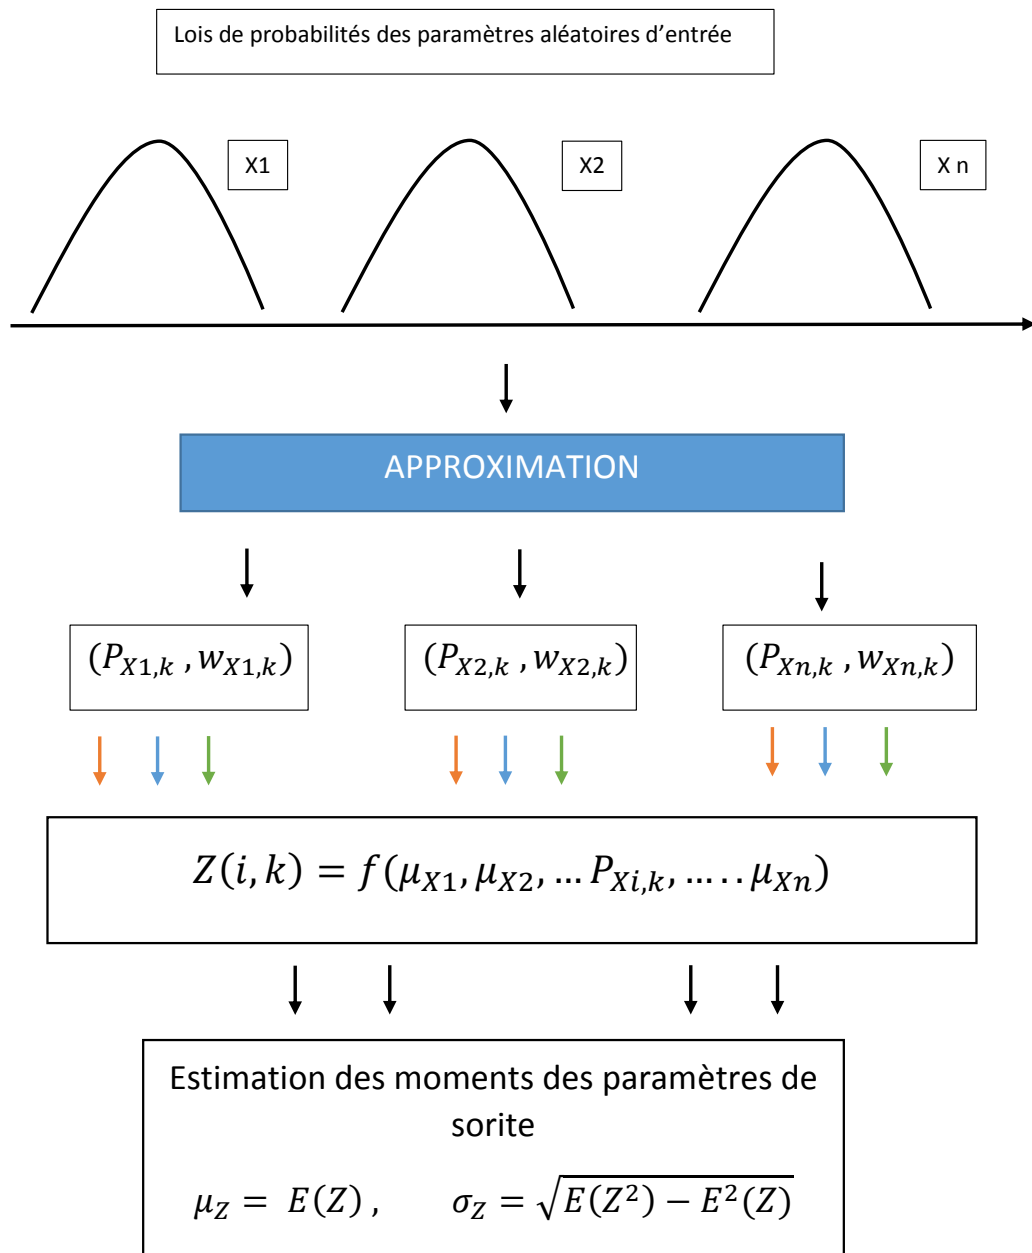 Lois de probabilités des paramètres aléatoires d'entrée
X1
X2
X n
APPROXIMATION
(P_{X1,k} , w_{X1,k})
(P_{X2,k} , w_{X2,k})
(P_{Xn,k} , w_{Xn,k})
Z(i, k) = f(μ_{X1}, μ_{X2}, … P_{Xi,k}, … . . μ_{Xn})
Estimation des moments des paramètres de
sorite
μ_Z = E(Z) , σ_Z = √(E(Z²) − E²(Z))